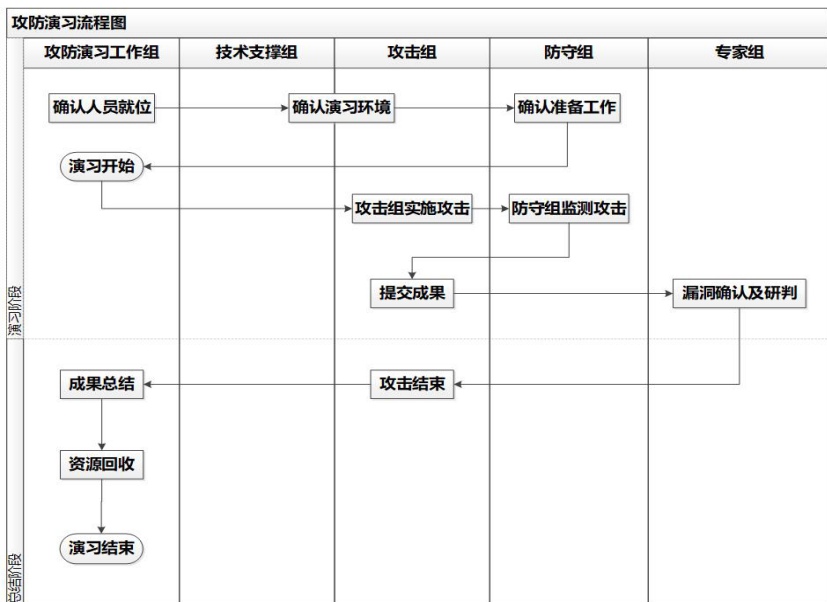 攻防演习流程图
攻防演习工作组
技术支撑组
攻击组
防守组
专家组
确认人员就位
确认演习环境
确认准备工作
演习开始
攻击组实施攻击
防守组监测攻击
提交成果
漏洞确认及研判
演习阶段
成果总结
攻击结束
资源回收
演习结束
总结阶段